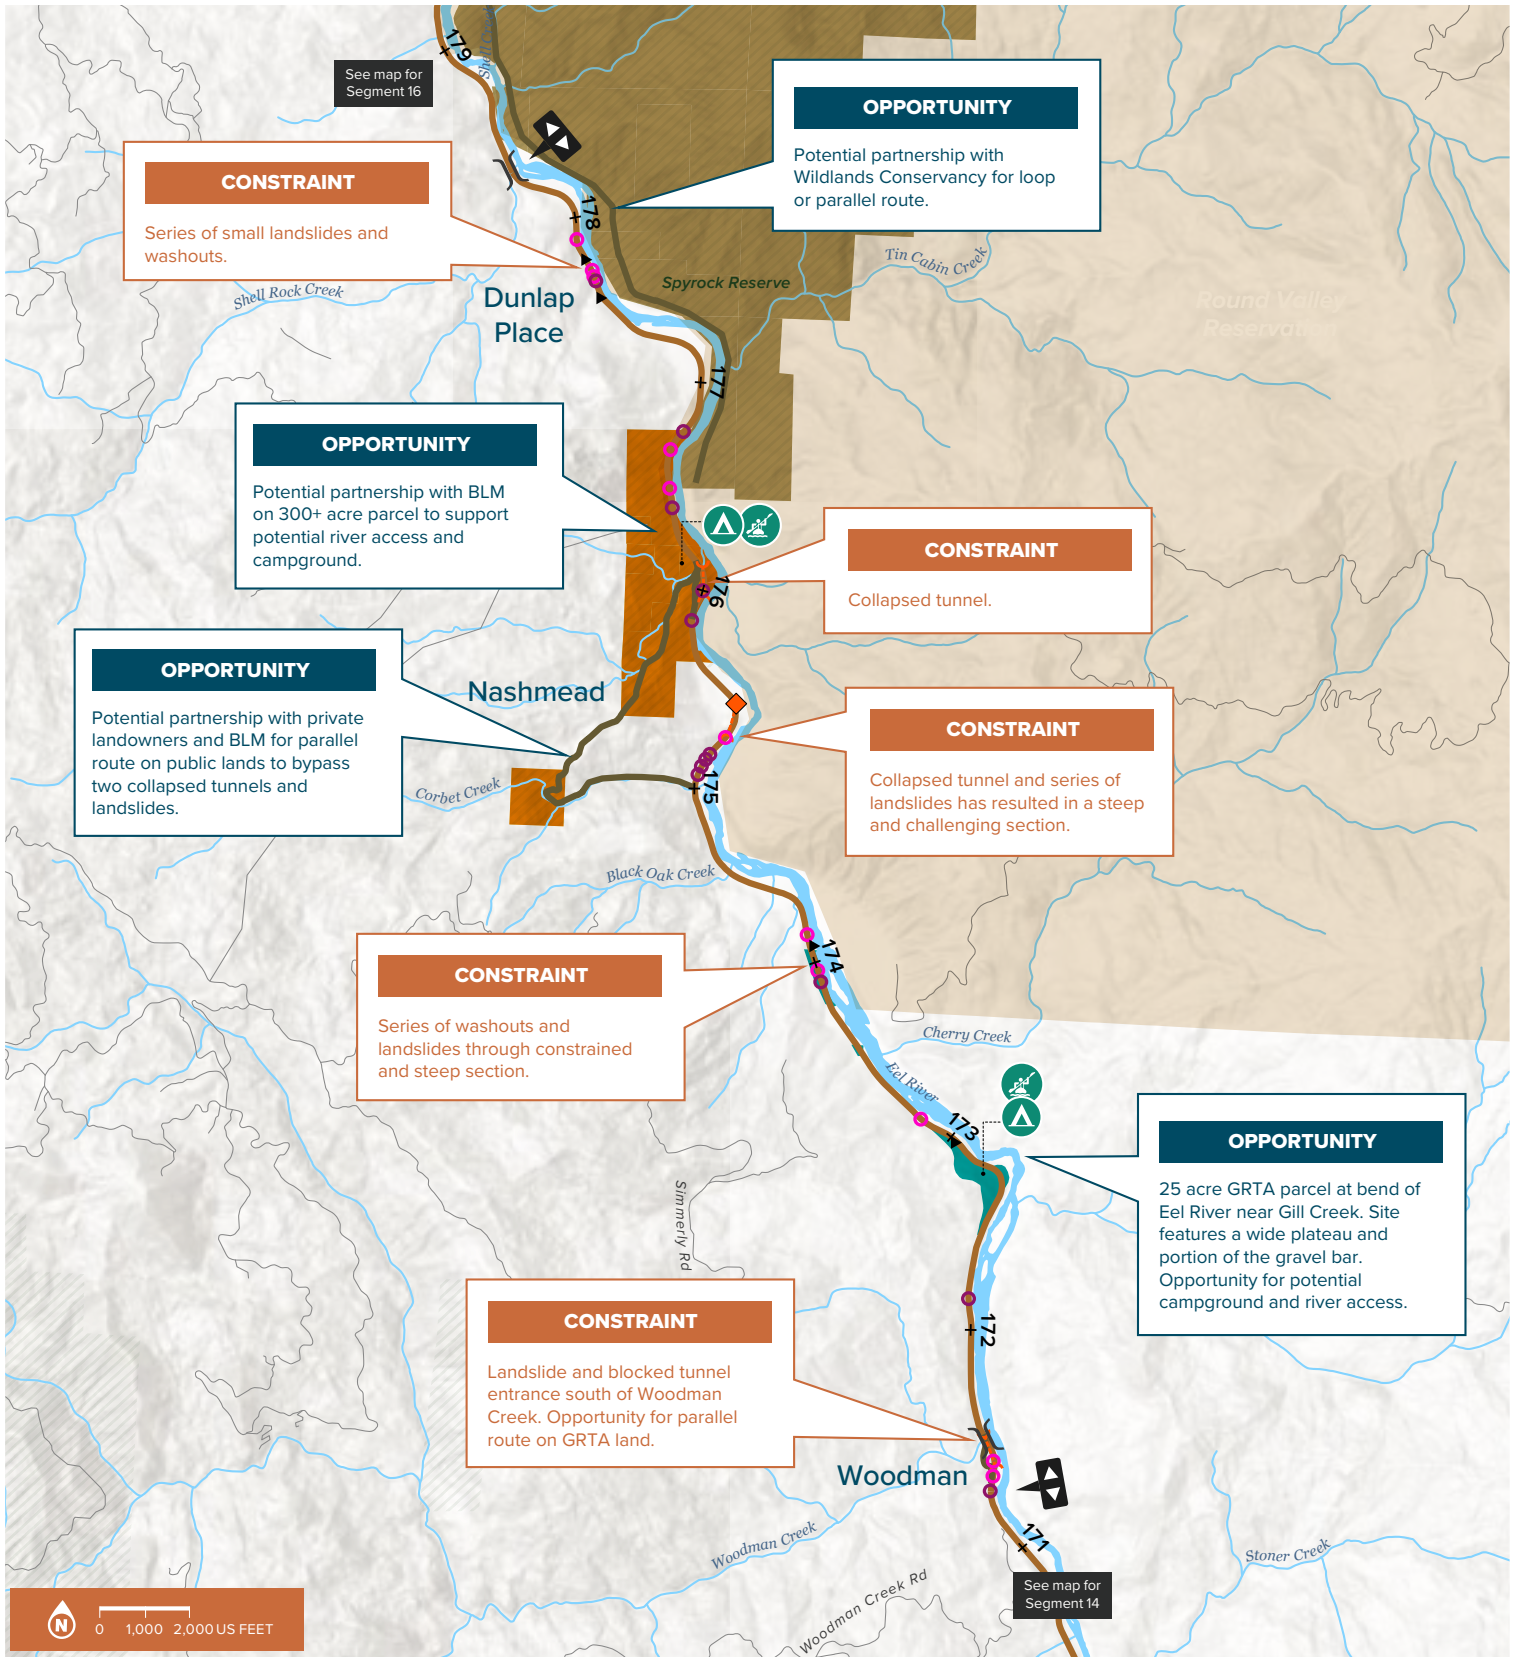 179
Shell Creek
See map for
Segment 16
OPPORTUNITY
Potential partnership with
Wildlands Conservancy for loop
or parallel route.
CONSTRAINT
Series of small landslides and
washouts.
178
Tin Cabin Creek
Spyrock Reserve
Shell Rock Creek
Dunlap
Place
Round Valley
Reservation
177
OPPORTUNITY
Potential partnership with BLM
on 300+ acre parcel to support
potential river access and
campground.
CONSTRAINT
Collapsed tunnel.
176
OPPORTUNITY
Potential partnership with private
landowners and BLM for parallel
route on public lands to bypass
two collapsed tunnels and
landslides.
Nashmead
CONSTRAINT
Collapsed tunnel and series of
landslides has resulted in a steep
and challenging section.
175
Corbet Creek
Black Oak Creek
CONSTRAINT
Series of washouts and
landslides through constrained
and steep section.
174
Cherry Creek
Eel River
173
OPPORTUNITY
25 acre GRTA parcel at bend of
Eel River near Gill Creek. Site
features a wide plateau and
portion of the gravel bar.
Opportunity for potential
campground and river access.
Simmerly Rd
CONSTRAINT
Landslide and blocked tunnel
entrance south of Woodman
Creek. Opportunity for parallel
route on GRTA land.
172
Woodman
171
Woodman Creek
Stoner Creek
See map for
Segment 14
Woodman Creek Rd
N
0 1,000 2,000 US FEET